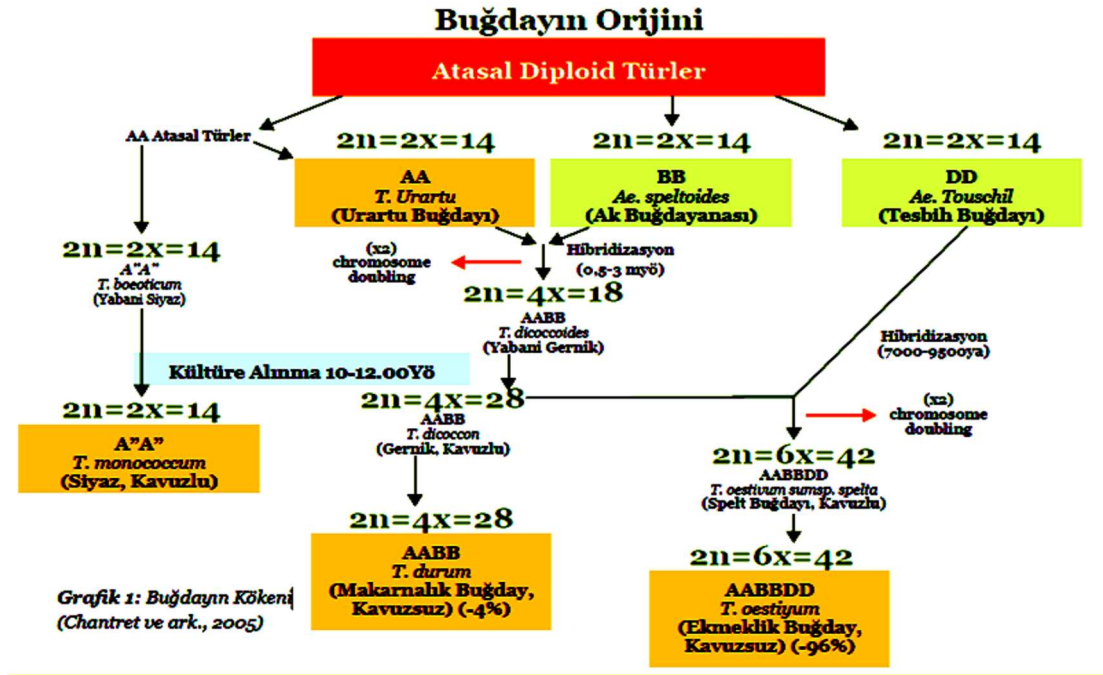 Buğdayın Orijini
Atasal Diploid Türler
AA Atasal Türler
2n=2x=14
AA
T. Urartu
(Urartu Buğdayı)
2n=2x=14
BB
Ae. speltoides
(Ak Buğdayanası)
2n=2x=14
DD
Ae. Touschil
(Tesbih Buğdayı)
2n=2x=14
A”A”
T. boeoticum
(Yabani Siyaz)
(x2)
chromosome
doubling
Hibridizasyon
(0,5-3 myö)
2n=4x=18
AABB
T. dicoccoides
(Yabani Gernik)
Hibridizasyon
(7000-9500ya)
Kültüre Alınma 10-12.00Yö
2n=2x=14
A”A”
T. monococcum
(Siyaz, Kavuzlu)
2n=4x=28
AABB
T. dicoccon
(Gernik, Kavuzlu)
(x2)
chromosome
doubling
2n=6x=42
AABBDD
T. oestivum sumsp. spelta
(Spelt Buğdayı, Kavuzlu)
2n=4x=28
AABB
T. durum
(Makarnalık Buğday,
Kavuzsuz) (-4%)
2n=6x=42
AABBDD
T. oestiyum
(Ekmeklik Buğday,
Kavuzsuz) (-96%)
Grafik 1: Buğdayın Kökeni
(Chantret ve ark., 2005)